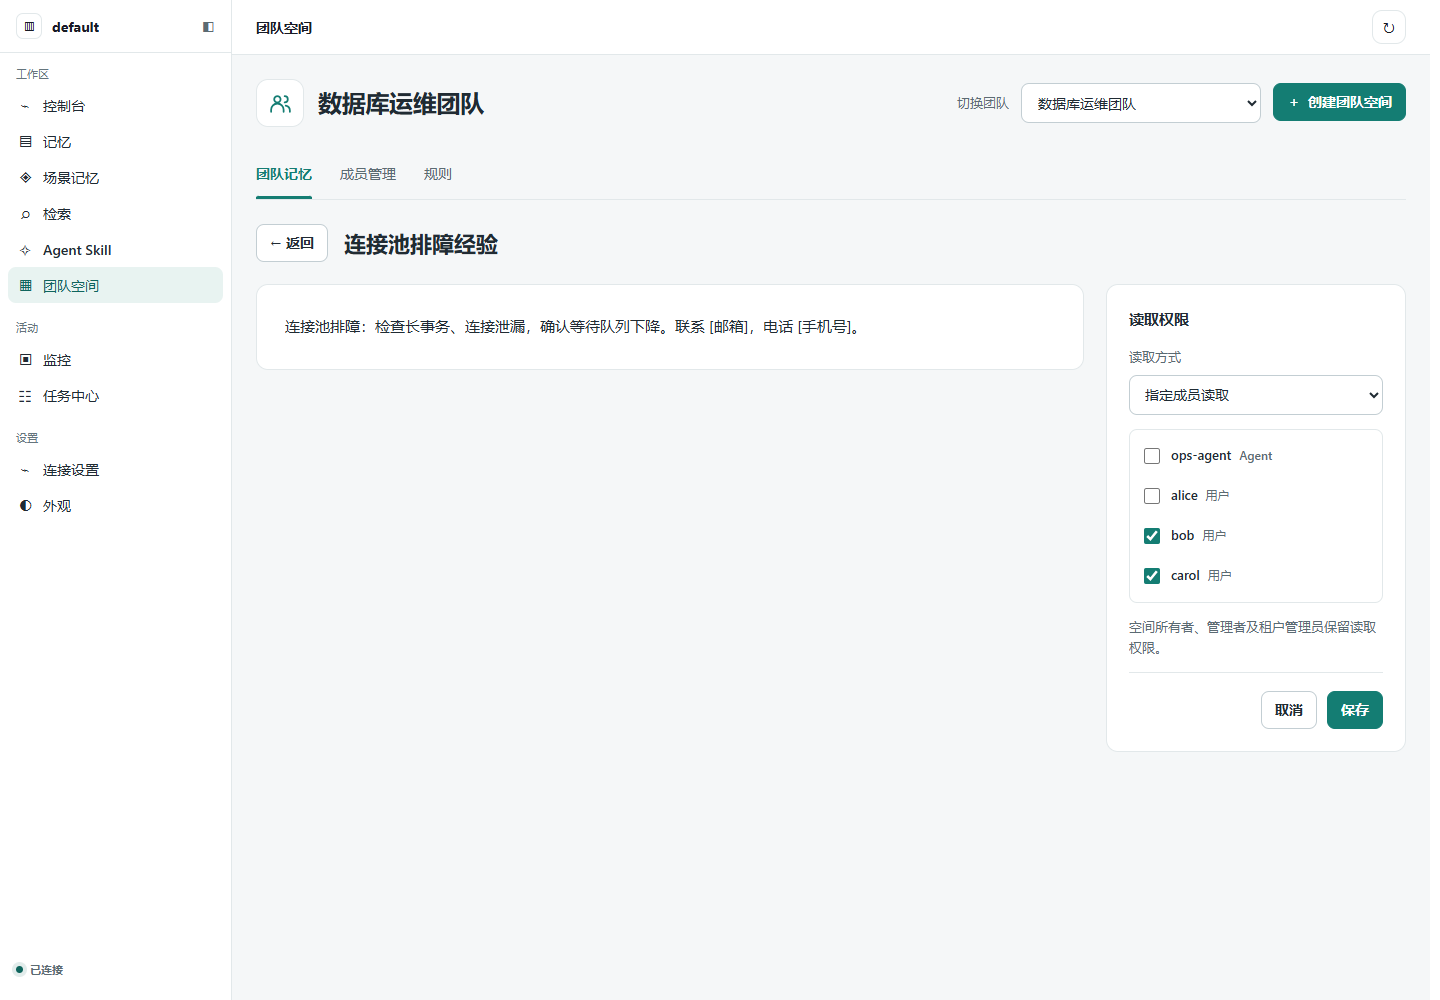 default
工作区
控制台
记忆
场景记忆
检索
Agent Skill
团队空间
活动
监控
任务中心
设置
连接设置
外观
已连接
团队空间
数据库运维团队
切换团队
数据库运维团队
+ 创建团队空间
团队记忆
成员管理
规则
← 返回
连接池排障经验
连接池排障：检查长事务、连接泄漏，确认等待队列下降。联系 [邮箱]，电话 [手机号]。
读取权限
读取方式
指定成员读取
ops-agent Agent
alice 用户
bob 用户
carol 用户
空间所有者、管理者及租户管理员保留读取
权限。
取消
保存